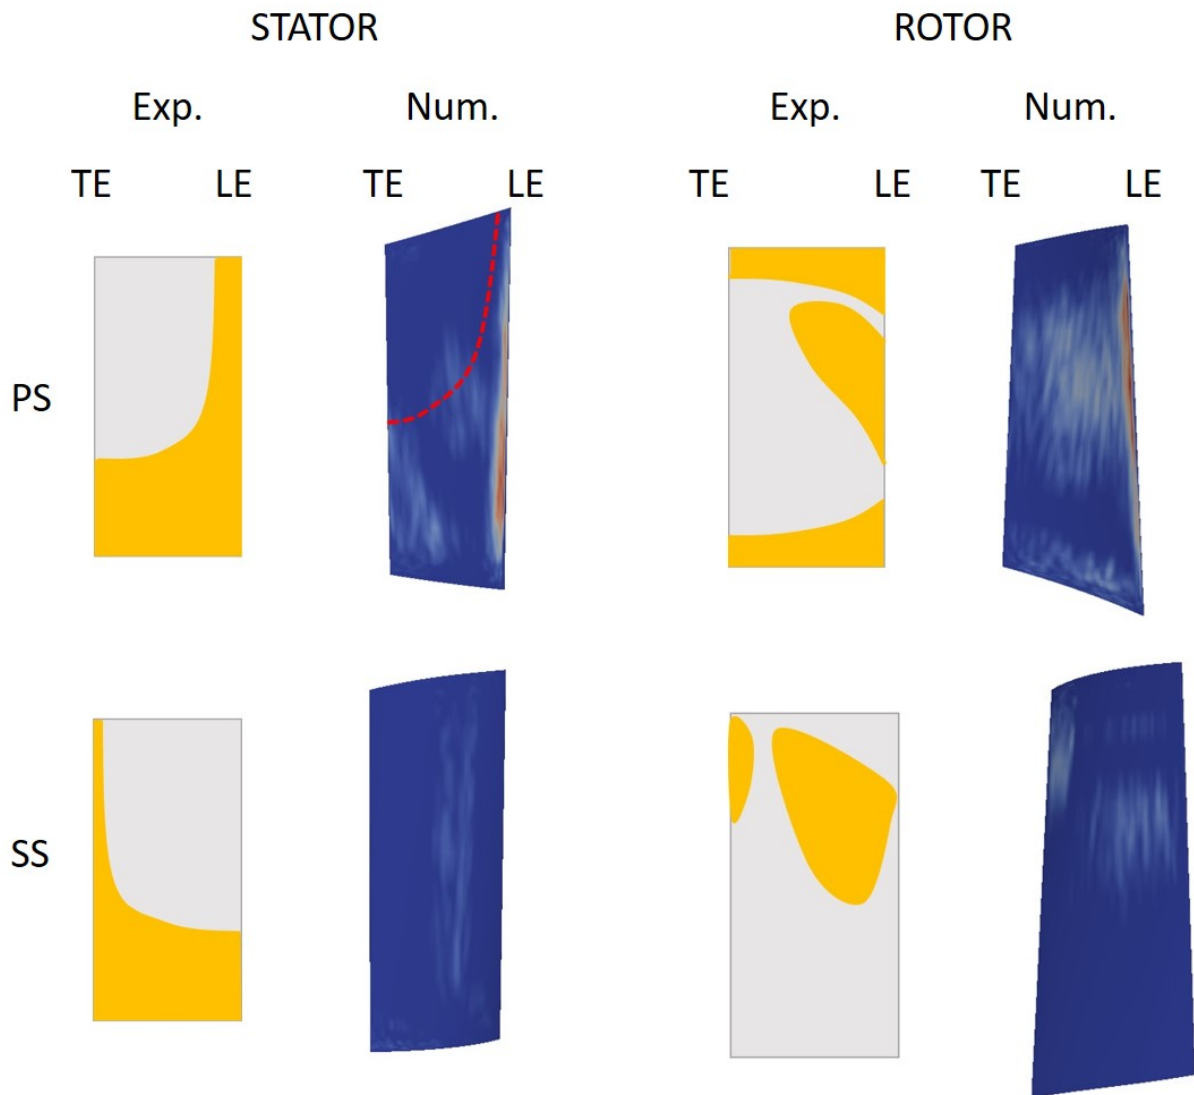 STATOR ROTOR
Exp. Num. Exp. Num.
TE LE TE LE TE LE TE LE
PS
SS